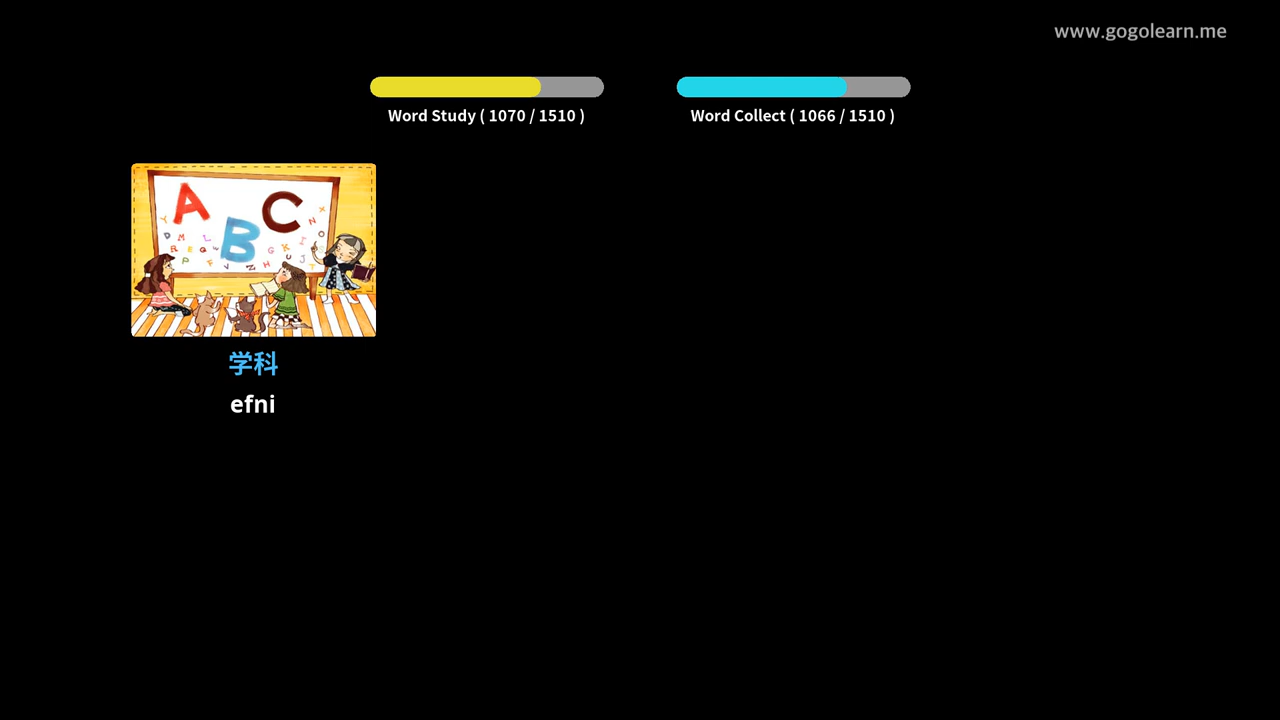 www.gogolearn.me
Word Study ( 1070 / 1510 )
Word Collect ( 1066 / 1510 )
A
B
C
学科
efni